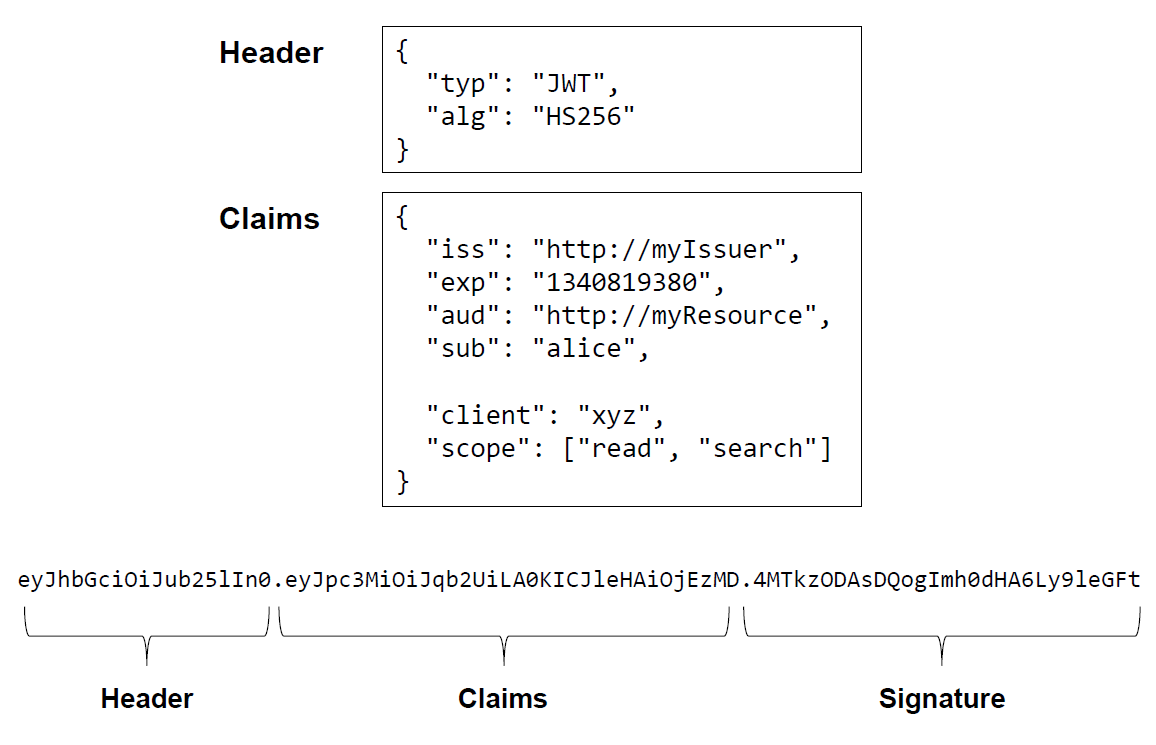 Header
{
  "typ": "JWT",
  "alg": "HS256"
}
Claims
{
  "iss": "http://myIssuer",
  "exp": "1340819380",
  "aud": "http://myResource",
  "sub": "alice",
  "client": "xyz",
  "scope": ["read", "search"]
}
eyJhbGciOiJub25lIn0.eyJpc3MiOiJqb2UiLA0KICJleHAiOjEzMD.4MTkzODAsDQogImh0dHA6Ly9leGFt
Header
Claims
Signature